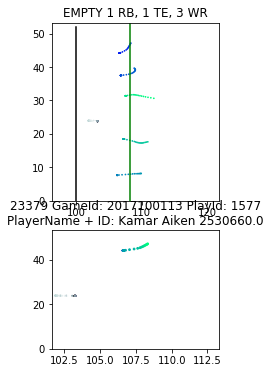 EMPTY 1 RB, 1 TE, 3 WR
50
40
30
20
10
0
100 110 120
23379 GameId: 2017100113 PlayId: 1577
PlayerName + ID: Kamar Aiken 2530660.0
40
20
0
102.5 105.0 107.5 110.0 112.5